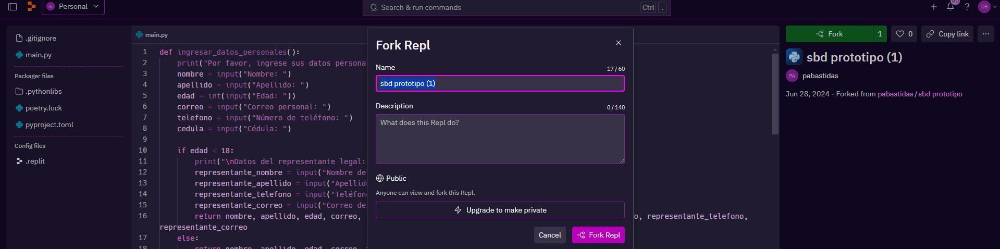 Personal
Search & run commands
Ctrl .
DB
.gitignore
main.py
Packager files
.pythonlibs
poetry.lock
pyproject.toml
Config files
.replit
main.py
1 def ingresar_datos_personales():
2 print("Por favor, ingrese sus datos persona
3 nombre = input("Nombre: ")
4 apellido = input("Apellido: ")
5 edad = int(input("Edad: "))
6 correo = input("Correo personal: ")
7 telefono = input("Número de teléfono: ")
8 cedula = input("Cédula: ")
9
10 if edad < 18:
11 print("\nDatos del representante legal:
12 representante_nombre = input("Nombre de
13 representante_apellido = input("Apellid
14 representante_telefono = input("Teléfon
15 representante_correo = input("Correo de
16 return nombre, apellido, edad, correo, o, representante_telefono,
representante_correo
17 else:
18 return nombre, apellido, edad, correo,
Fork Repl
Name
17 / 60
sbd prototipo (1)
Description
0 / 140
What does this Repl do?
Public
Anyone can view and fork this Repl.
Upgrade to make private
Cancel
Fork Repl
Fork 1
0
Copy link
sbd prototipo (1)
PA pabastidas
Jun 28, 2024 · Forked from pabastidas/sbd prototipo